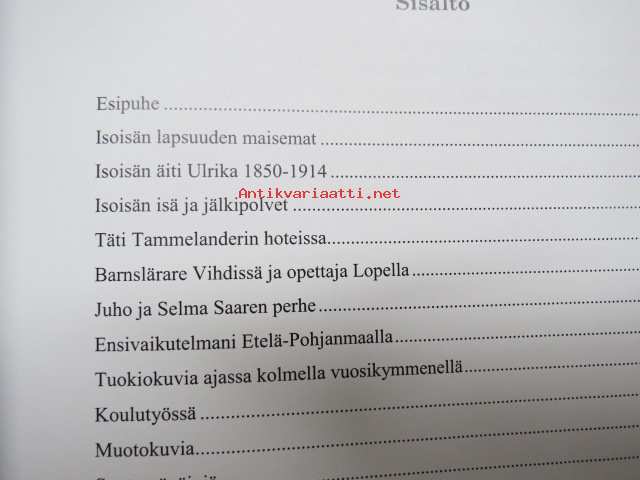 Sisältö
Esipuhe
Isoisän lapsuuden maisemat
Isoisän äiti Ulrika 1850-1914
Antikvariaatti.net
Isoisän isä ja jälkipolvet
Täti Tammelanderin hoteissa
Barnslärare Vihdissä ja opettaja Lopella
Juho ja Selma Saaren perhe
Ensivaikutelmani Etelä-Pohjanmaalla
Tuokiokuvia ajassa kolmella vuosikymmenellä
Koulutyössä
Muotokuvia